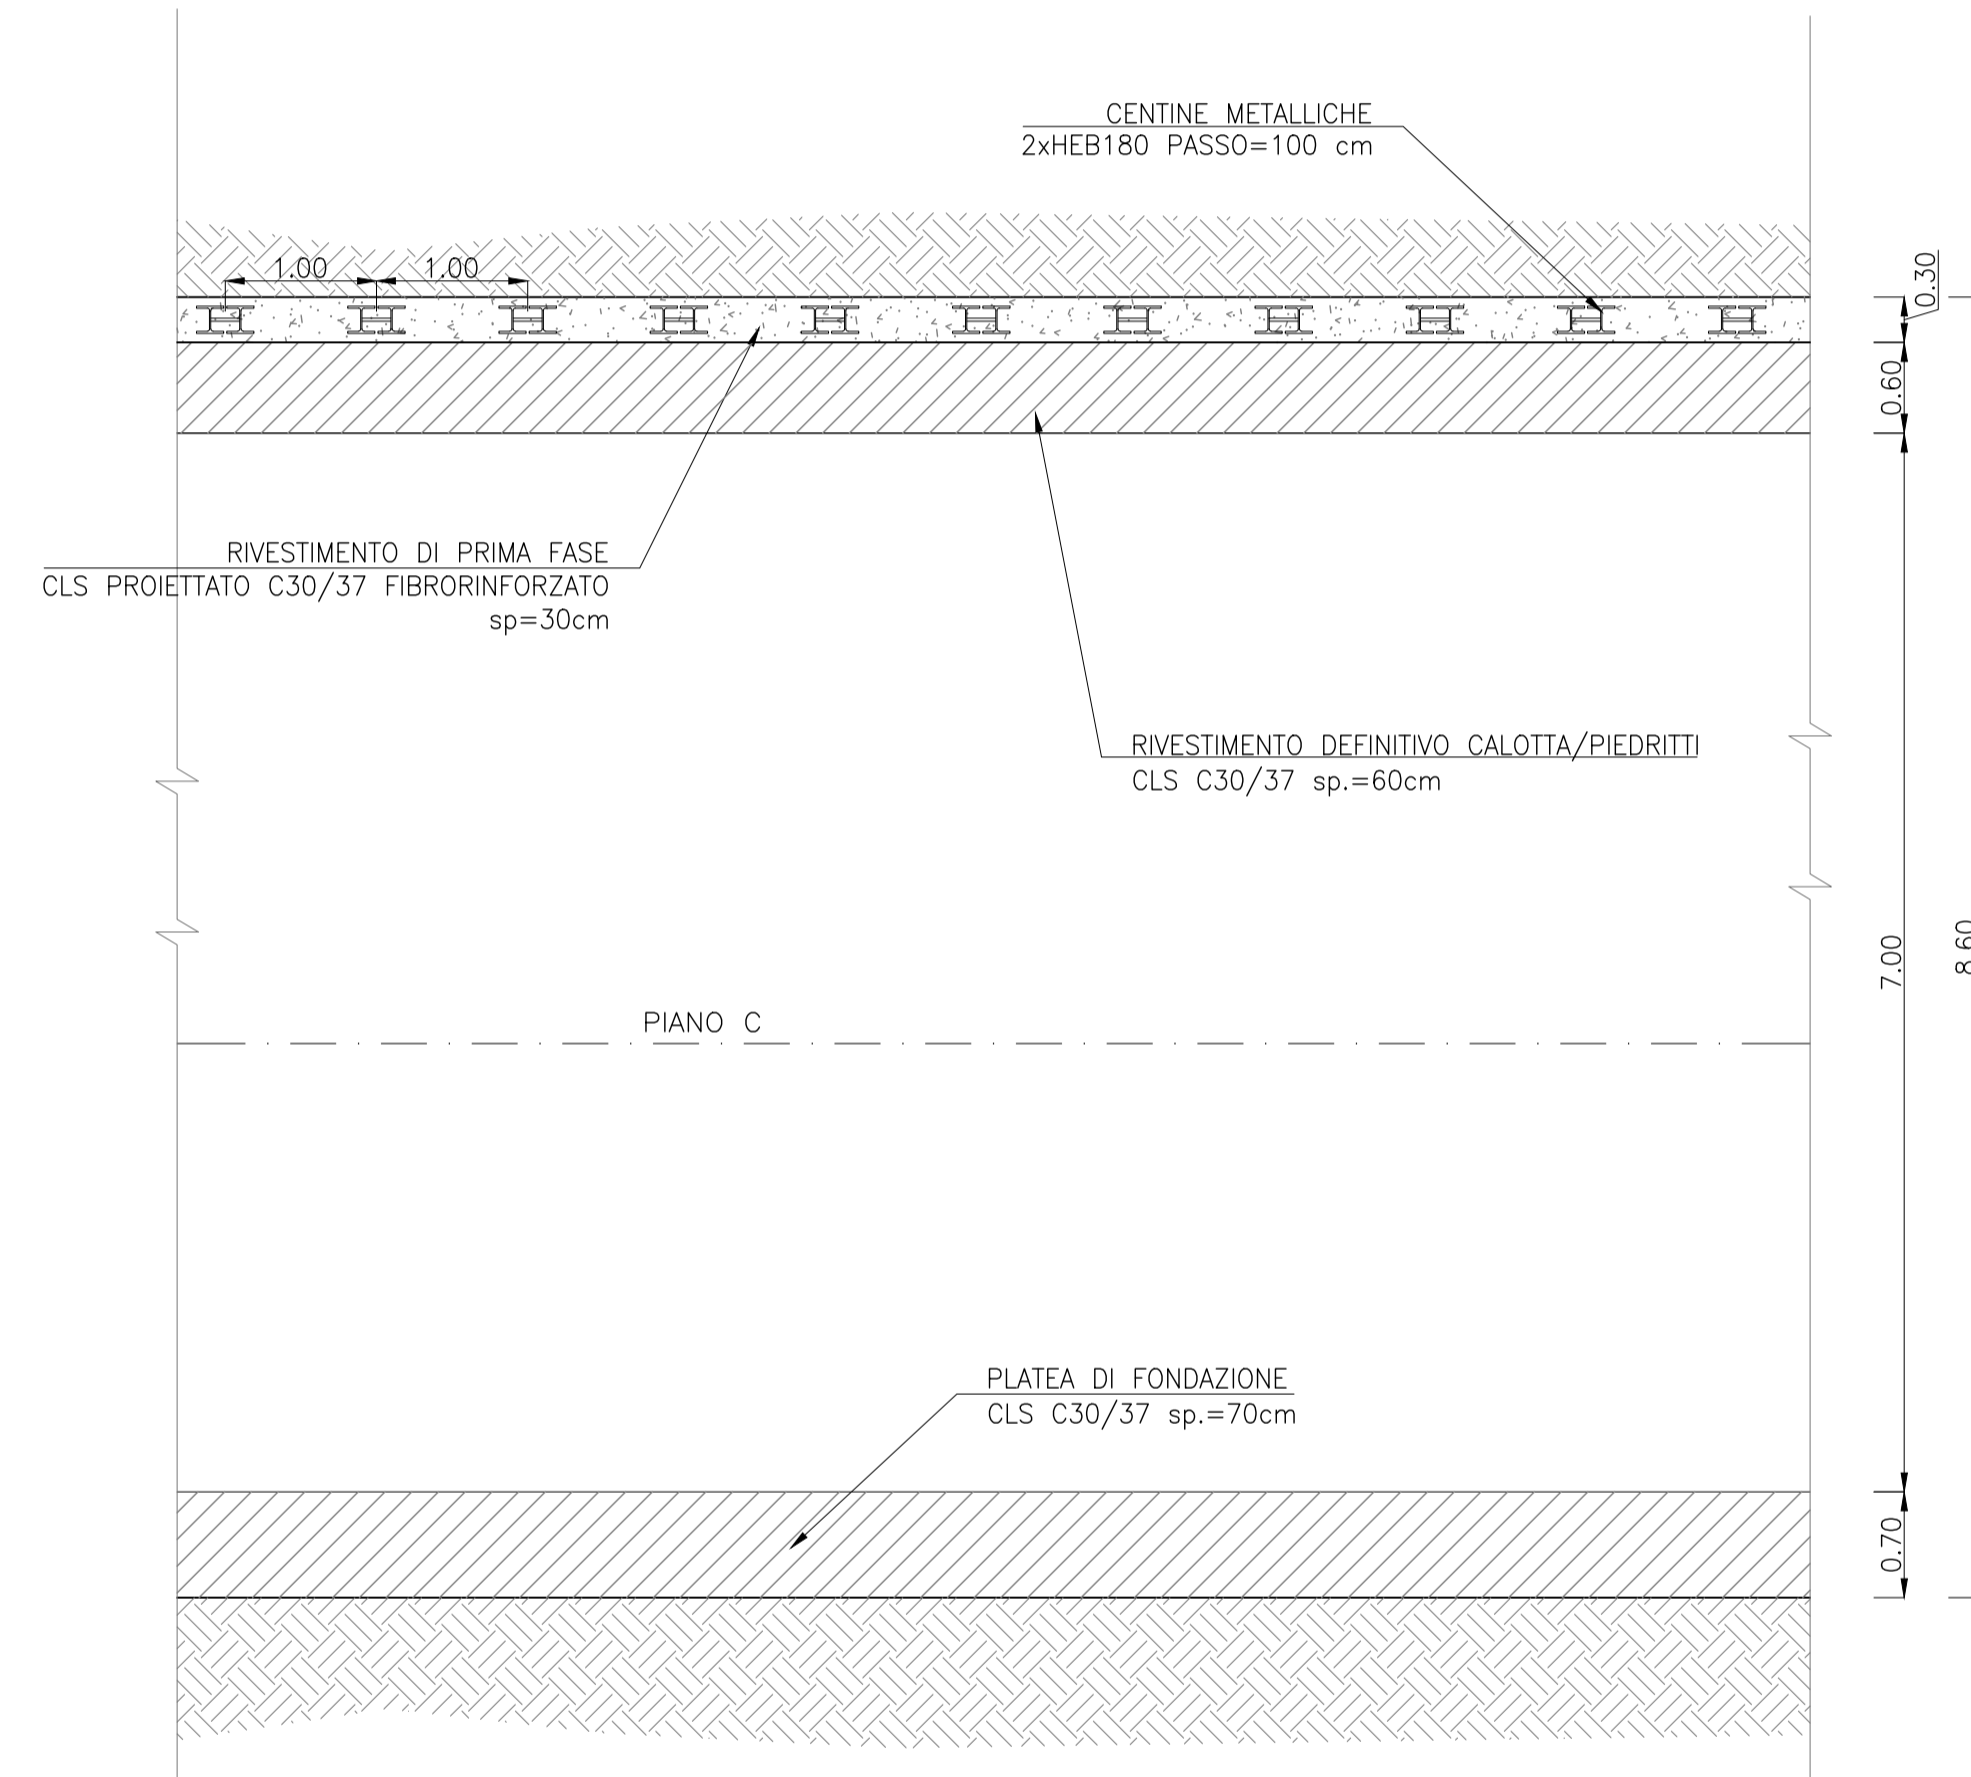 CENTINE METALLICHE
2xHEB180 PASSO=100 cm
1.00
1.00
0.30
0.60
RIVESTIMENTO DI PRIMA FASE
CLS PROIETTATO C30/37 FIBRORINFORZATO
sp=30cm
RIVESTIMENTO DEFINITIVO CALOTTA/PIEDRITTI
CLS C30/37 sp.=60cm
7.00
8.60
PIANO C
PLATEA DI FONDAZIONE
CLS C30/37 sp.=70cm
0.70